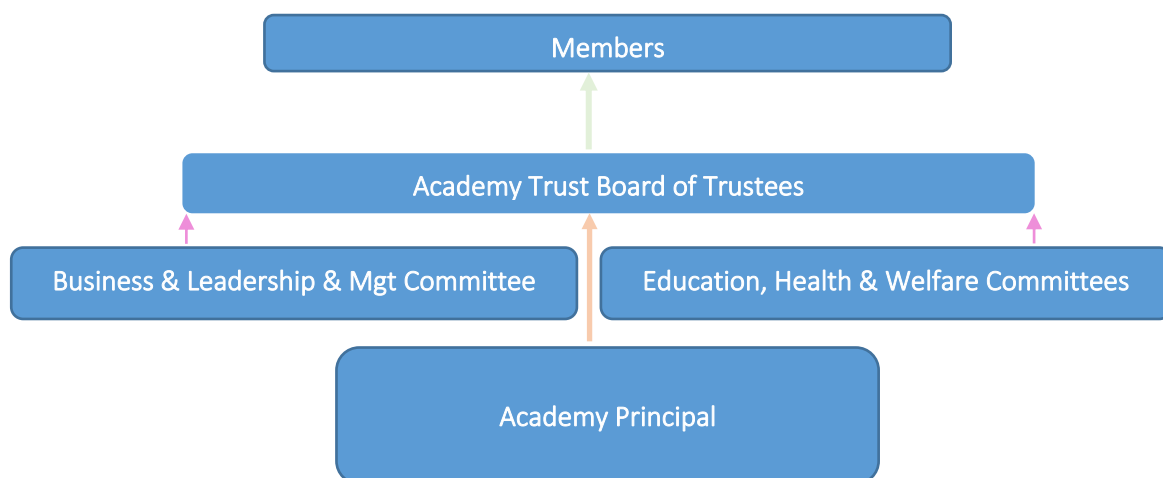 Members
Academy Trust Board of Trustees
Business & Leadership & Mgt Committee
Education, Health & Welfare Committees
Academy Principal